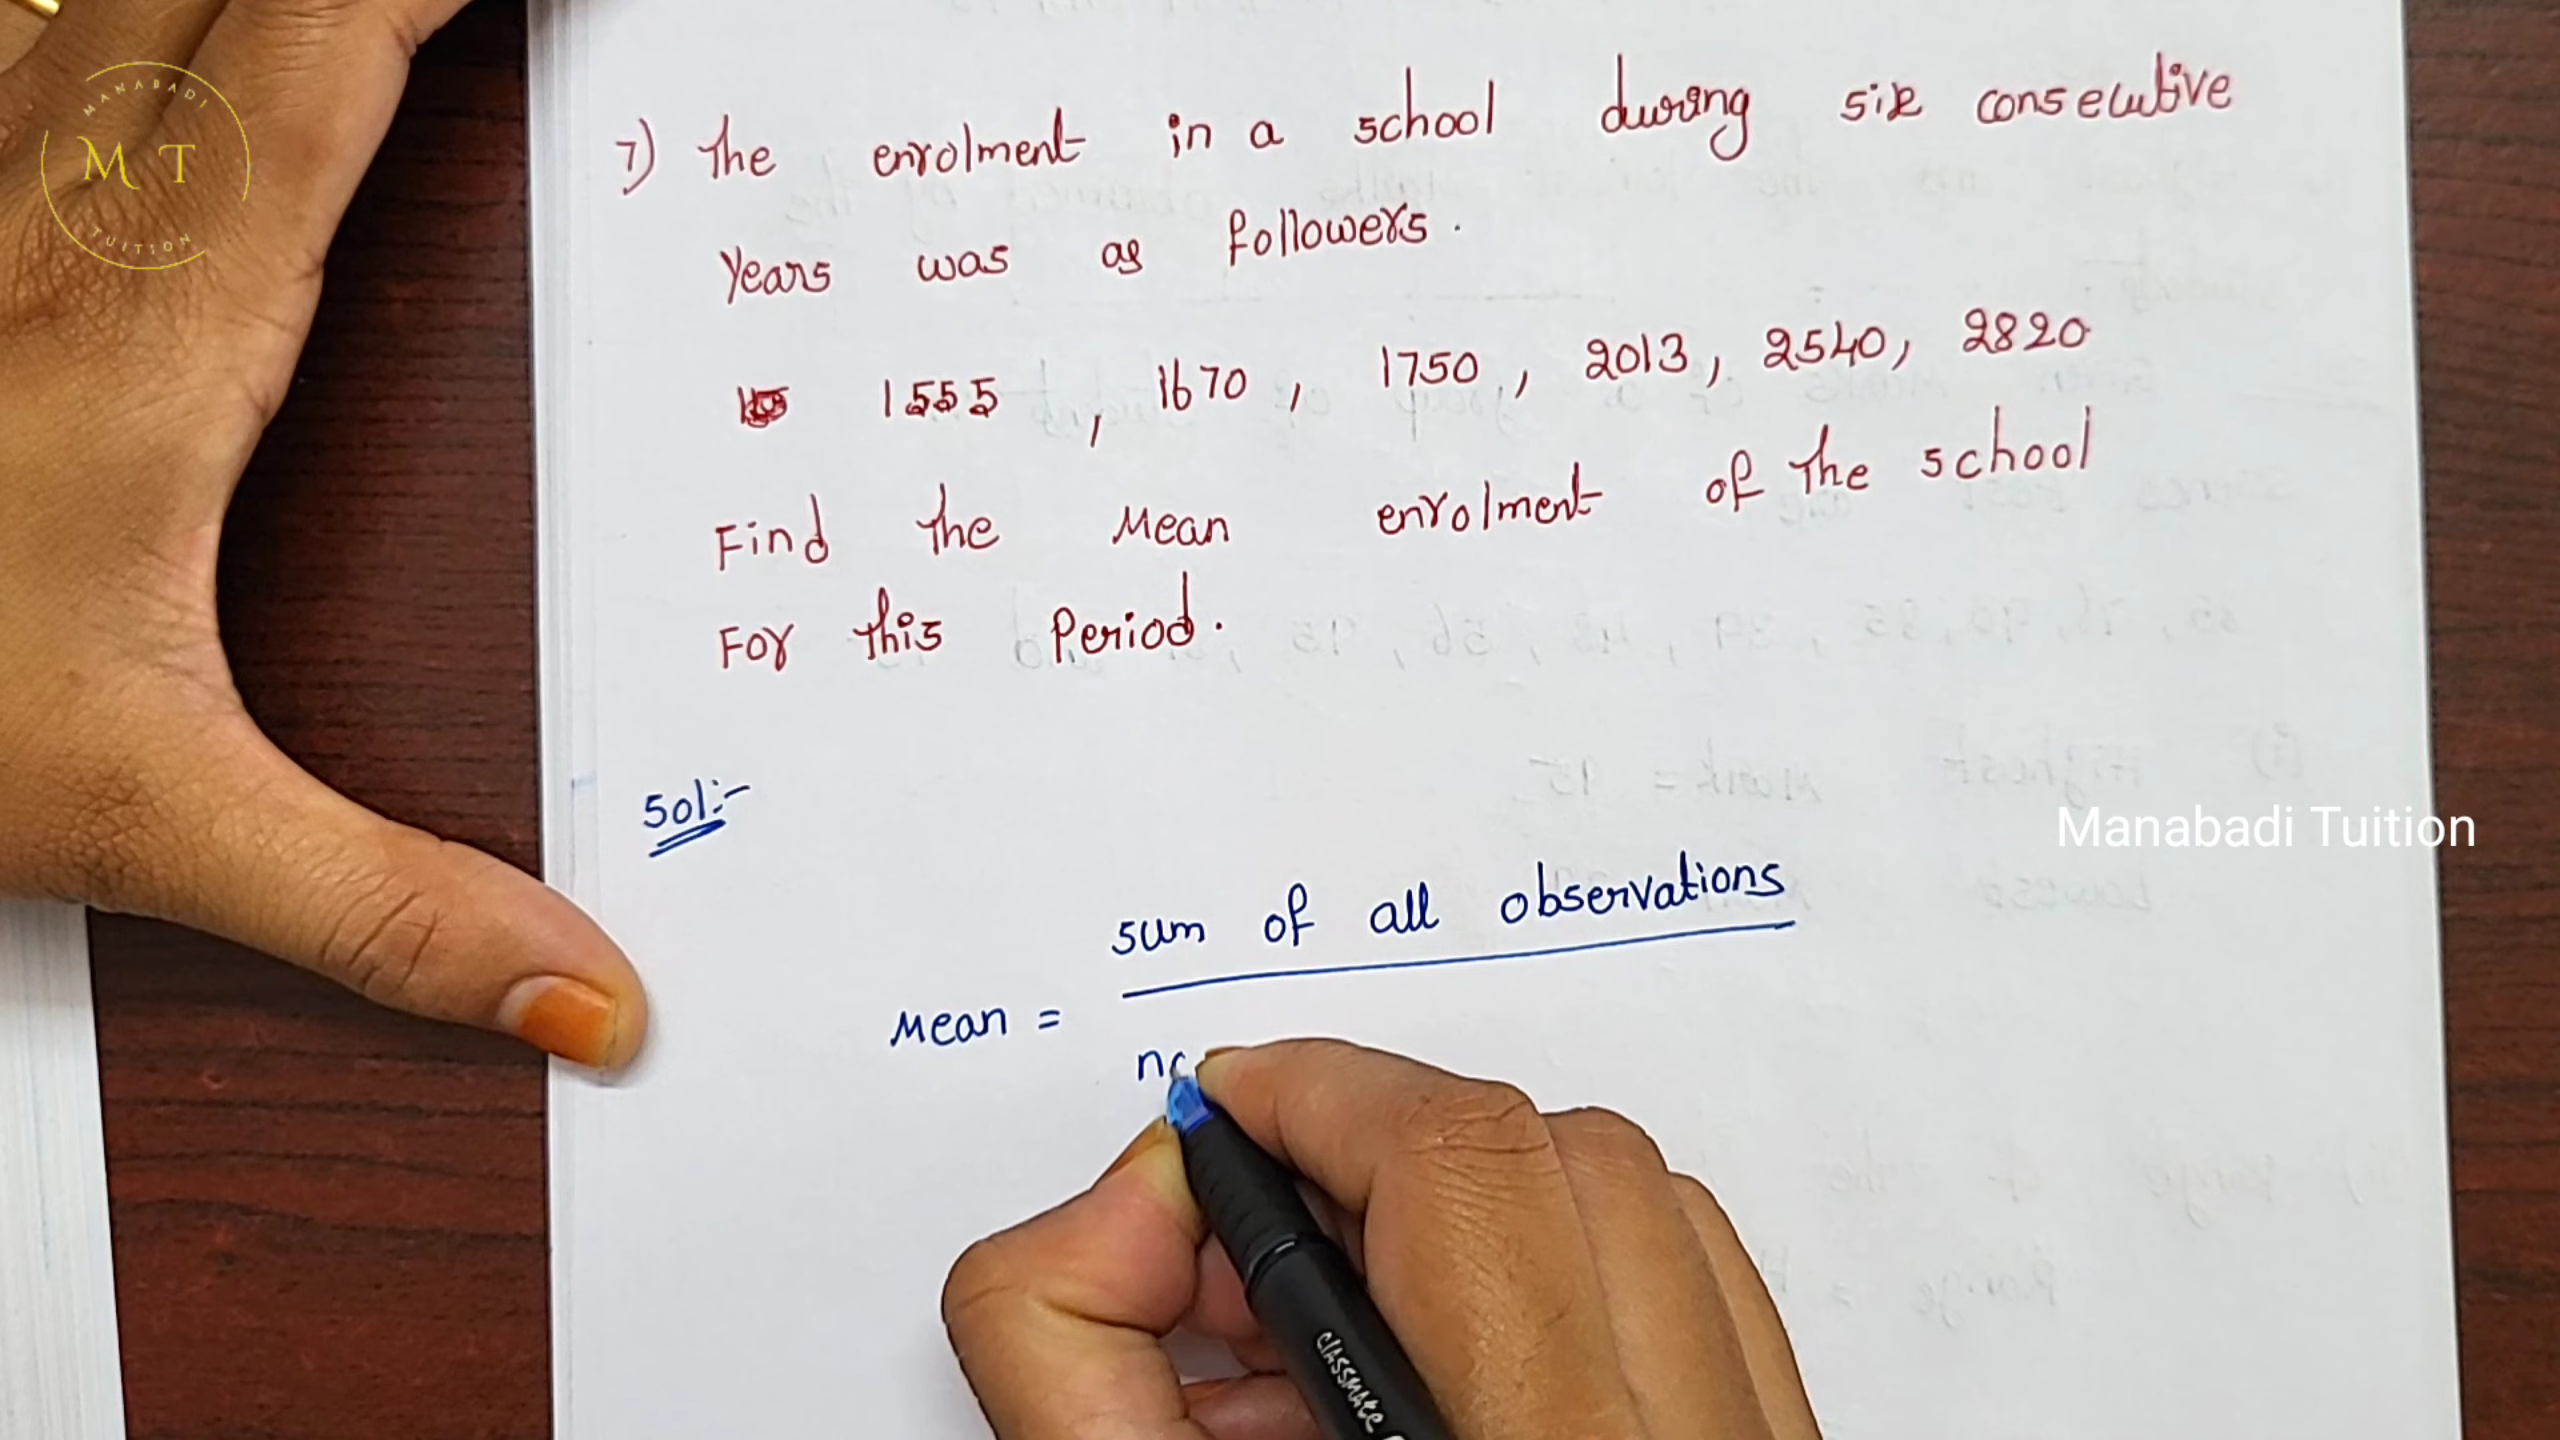 MANABADI
MT
TUITION
7) The enrolment in a school during six consecutive
Years was as followers.
1555, 1670, 1750, 2013, 2540, 2820
Find the Mean enrolment of the school
For this Period.
Sol:-
Manabadi Tuition
sum of all observations
Mean =
no
classmate